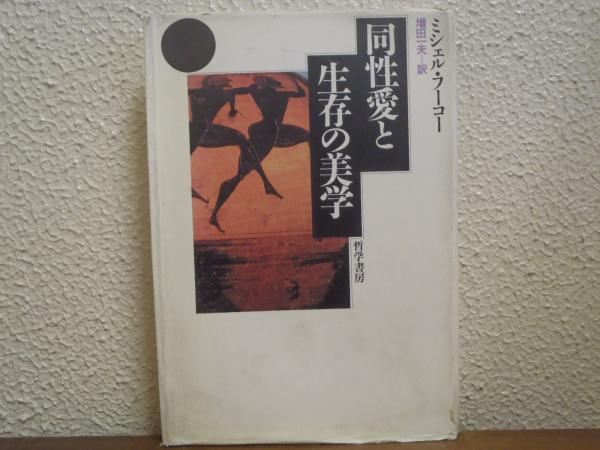 ミシェル・フーコー
増田一夫―訳
同性愛と
生存の美学
哲学書房